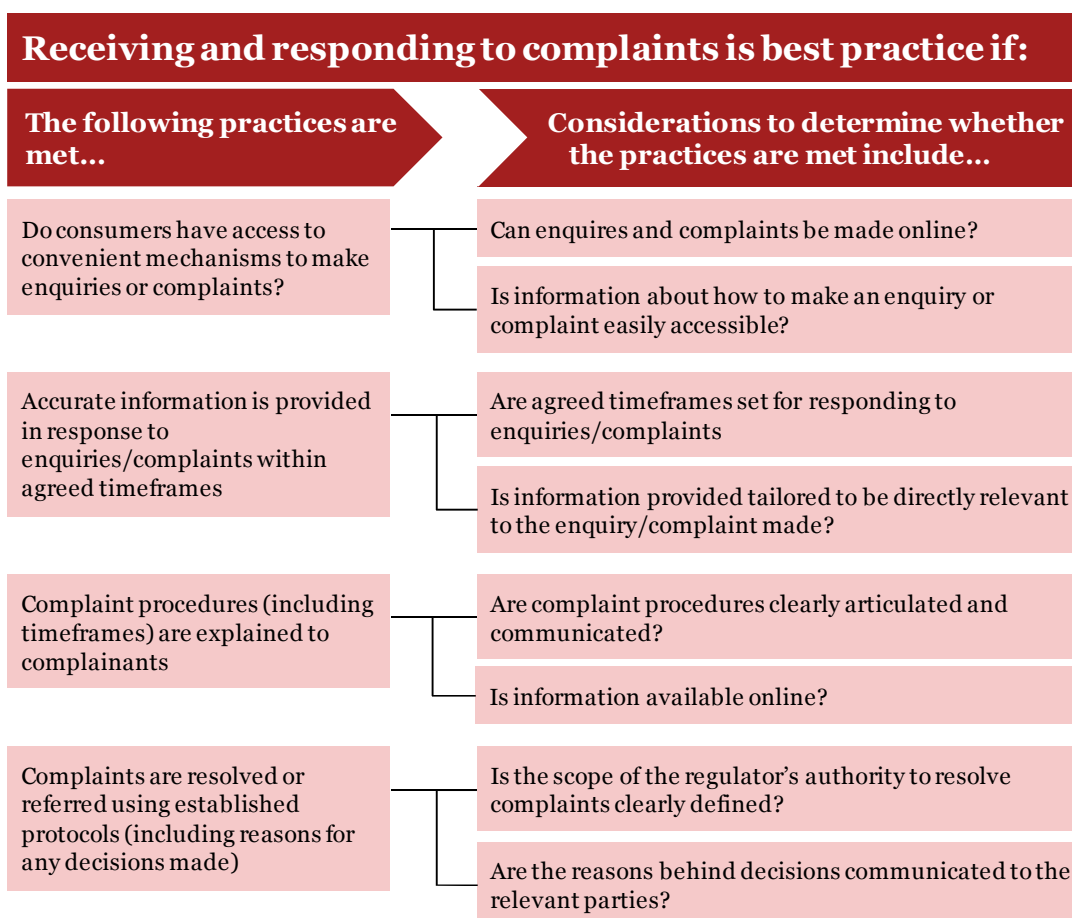 Receiving and responding to complaints is best practice if:
The following practices are
met...
Considerations to determine whether
the practices are met include...
Do consumers have access to
convenient mechanisms to make
enquiries or complaints?
Can enquires and complaints be made online?
Is information about how to make an enquiry or
complaint easily accessible?
Accurate information is provided
in response to
enquiries/complaints within
agreed timeframes
Are agreed timeframes set for responding to
enquiries/complaints
Is information provided tailored to be directly relevant
to the enquiry/complaint made?
Complaint procedures (including
timeframes) are explained to
complainants
Are complaint procedures clearly articulated and
communicated?
Is information available online?
Complaints are resolved or
referred using established
protocols (including reasons for
any decisions made)
Is the scope of the regulator’s authority to resolve
complaints clearly defined?
Are the reasons behind decisions communicated to the
relevant parties?